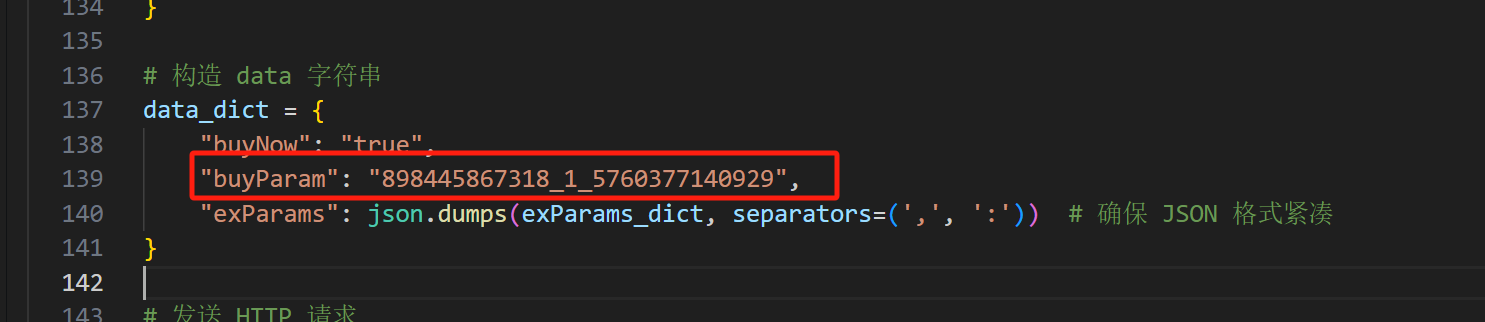 134 }
135
136 # 构造 data 字符串
137 data_dict = {
138 "buyNow": "true",
139 "buyParam": "898445867318_1_5760377140929",
140 "exParams": json.dumps(exParams_dict, separators=(',', ':')) # 确保 JSON 格式紧凑
141 }
142
143 # 发送 HTTP 请求